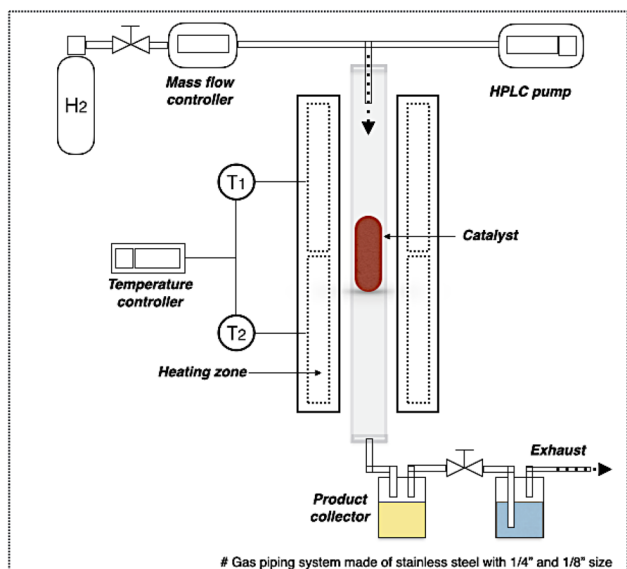 H2
Mass flow
controller
HPLC pump
T1
Catalyst
Temperature
controller
T2
Heating zone
Exhaust
Product
collector
# Gas piping system made of stainless steel with 1/4" and 1/8" size